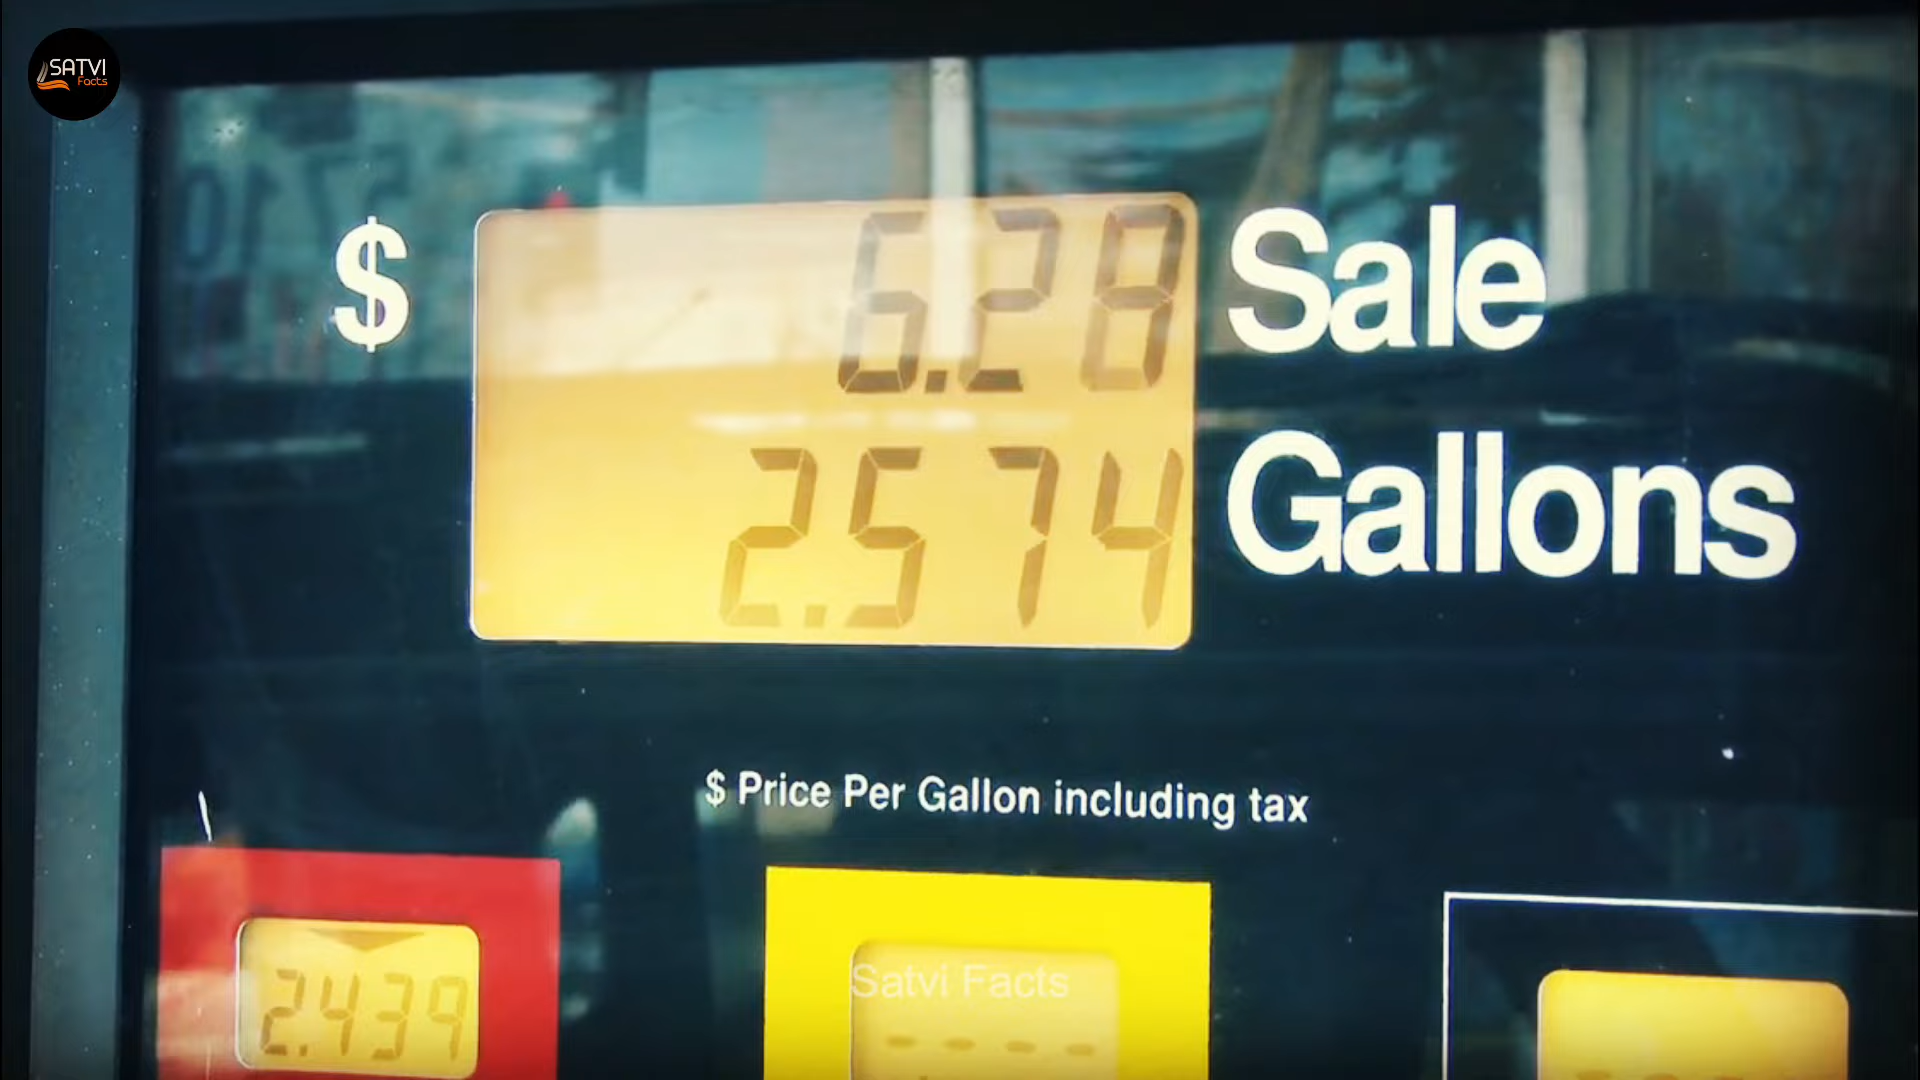 SATVI
Facts
$ 6.28 Sale
2.574 Gallons
$ Price Per Gallon including tax
2.439
Satvi Facts
- - - -